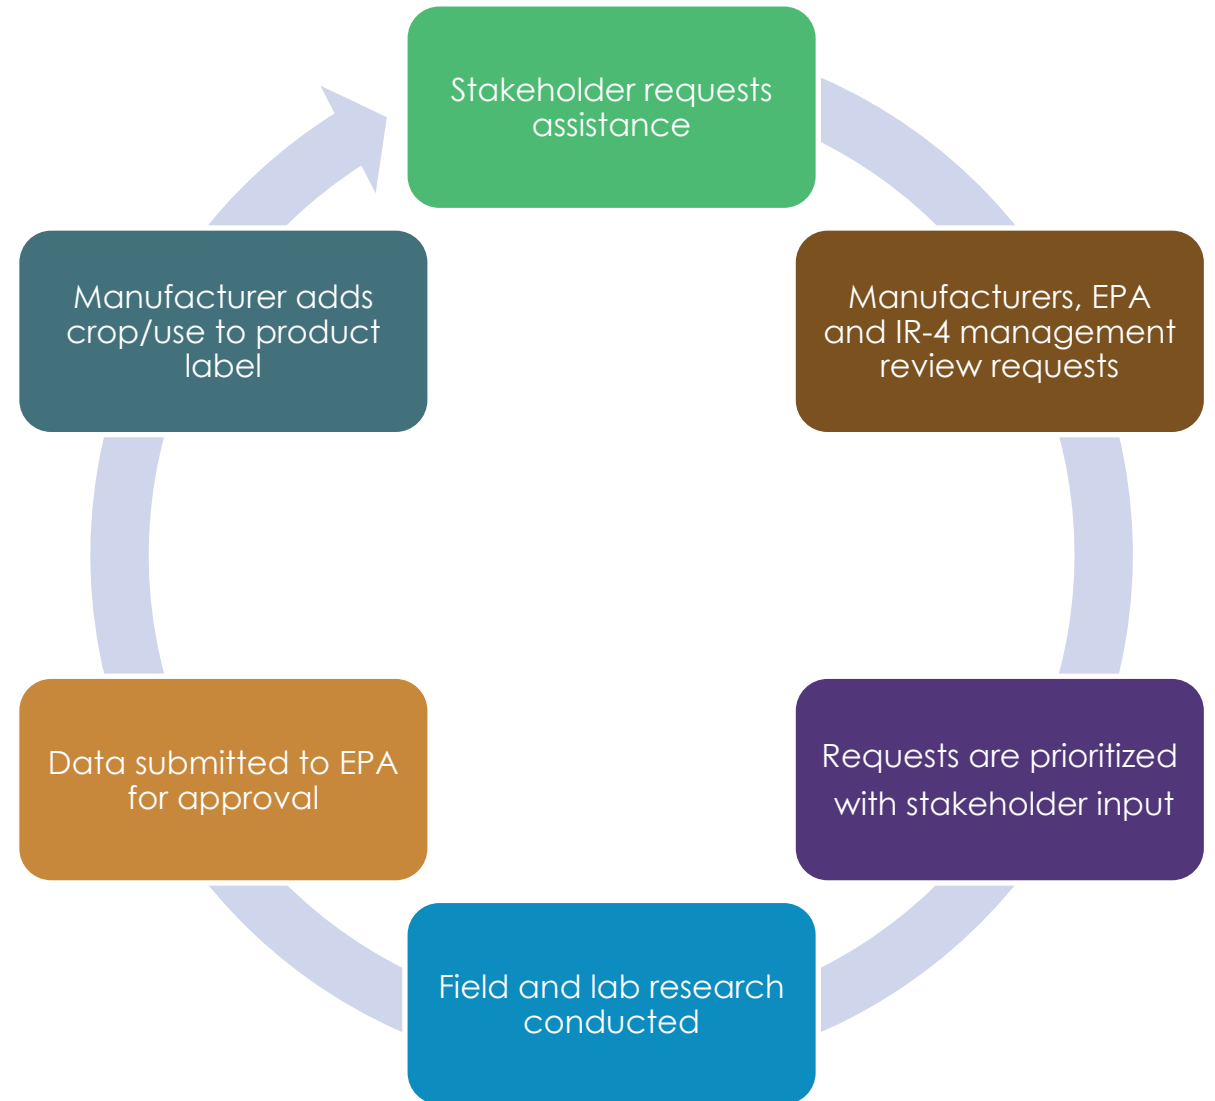 Stakeholder requests
assistance
Manufacturers, EPA
and IR-4 management
review requests
Requests are prioritized
with stakeholder input
Field and lab research
conducted
Data submitted to EPA
for approval
Manufacturer adds
crop/use to product
label